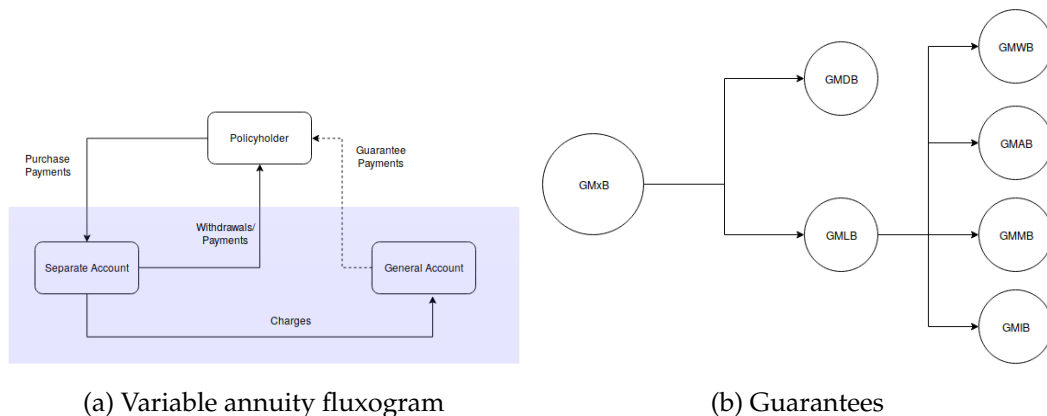 Policyholder
Purchase
Payments
Guarantee
Payments
Withdrawals/
Payments
Separate Account
General Account
Charges
(a) Variable annuity fluxogram
GMxB
GMDB
GMLB
GMWB
GMAB
GMMB
GMIB
(b) Guarantees